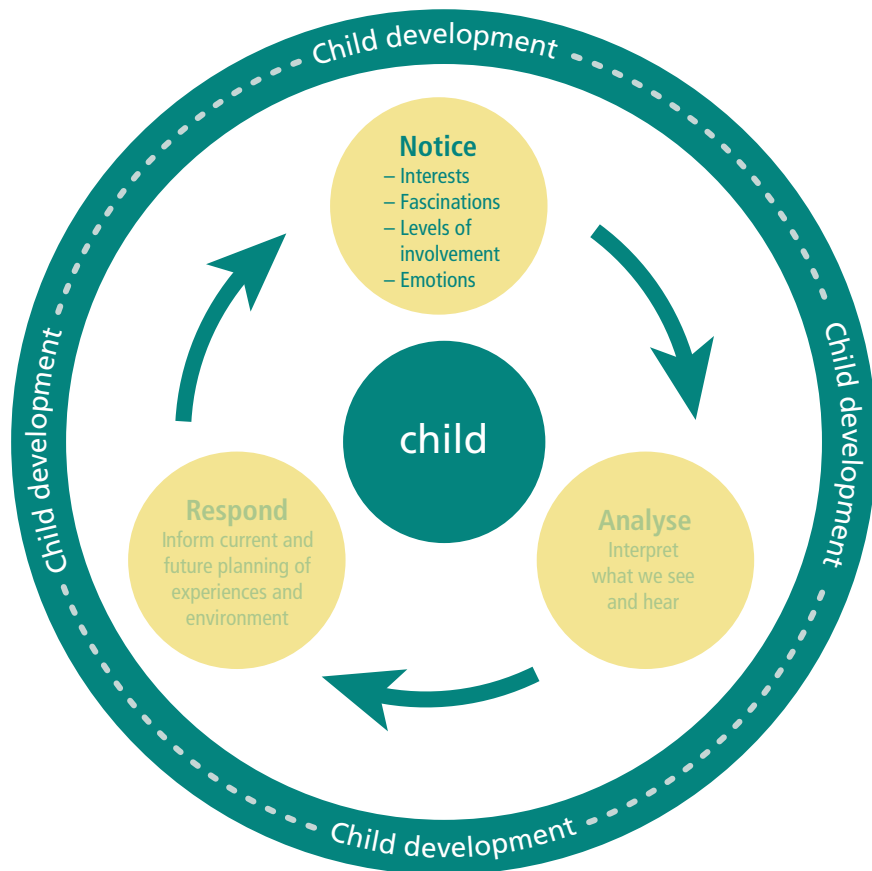 Child development
Notice
– Interests
– Fascinations
– Levels of
involvement
– Emotions
Child development
Child development
child
Respond
Inform current and
future planning of
experiences and
environment
Analyse
Interpret
what we see
and hear
Child development